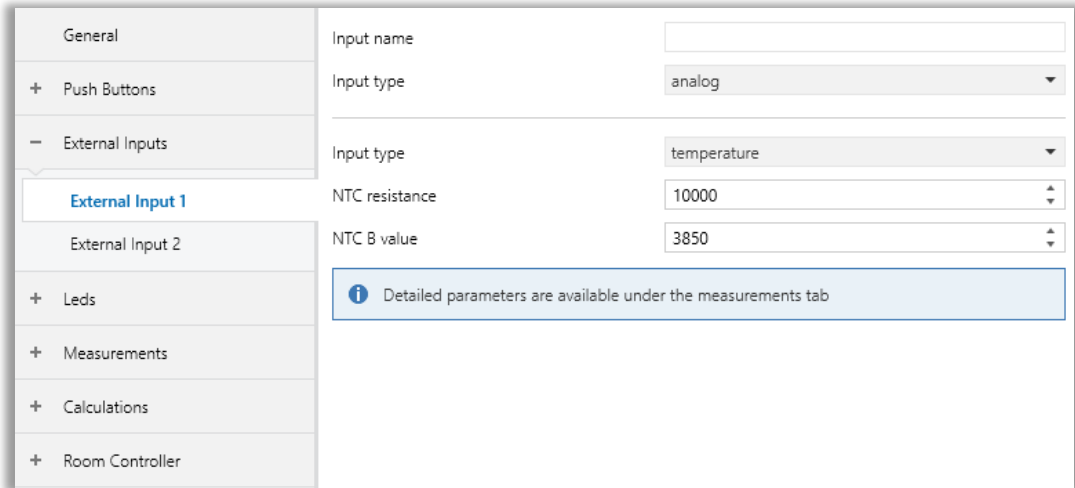 General
+ Push Buttons
− External Inputs
External Input 1
External Input 2
+ Leds
+ Measurements
+ Calculations
+ Room Controller
Input name
Input type analog
Input type temperature
NTC resistance 10000
NTC B value 3850
Detailed parameters are available under the measurements tab